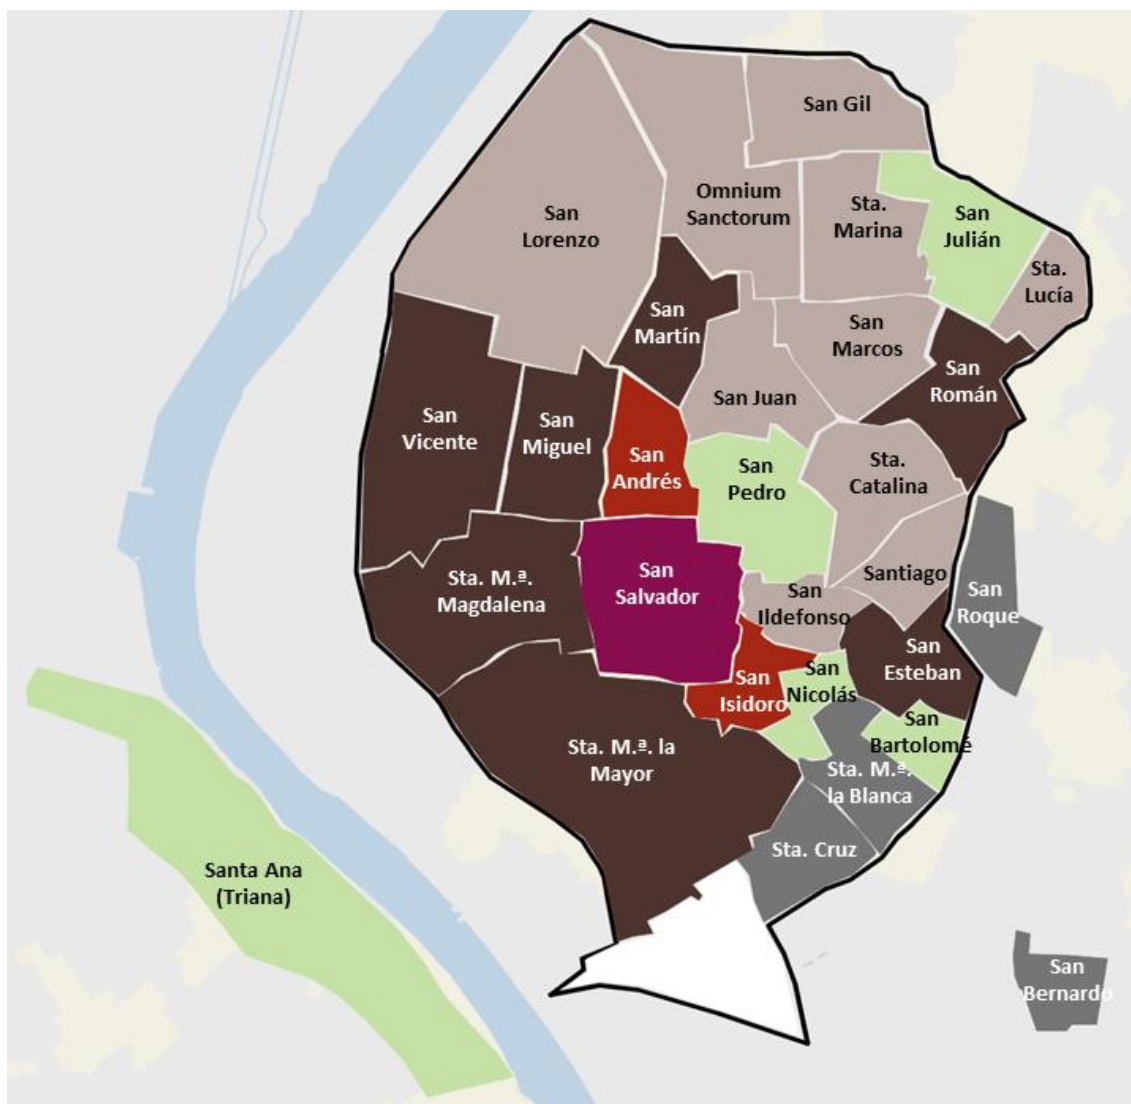 San Gil
Omnium
Sanctorum
Sta.
Marina
San
Julián
San
Lorenzo
Sta.
Lucía
San
Martín
San
Marcos
San
Román
San Juan
San
Vicente
San
Miguel
San
Andrés
San
Pedro
Sta.
Catalina
Sta. M.ª.
Magdalena
San
Salvador
Santiago
San
Ildefonso
San
Roque
San
Esteban
San
Nicolás
San
Isidoro
San
Bartolomé
Sta. M.ª. la
Mayor
Sta. M.ª.
la Blanca
Sta. Cruz
Santa Ana
(Triana)
San
Bernardo